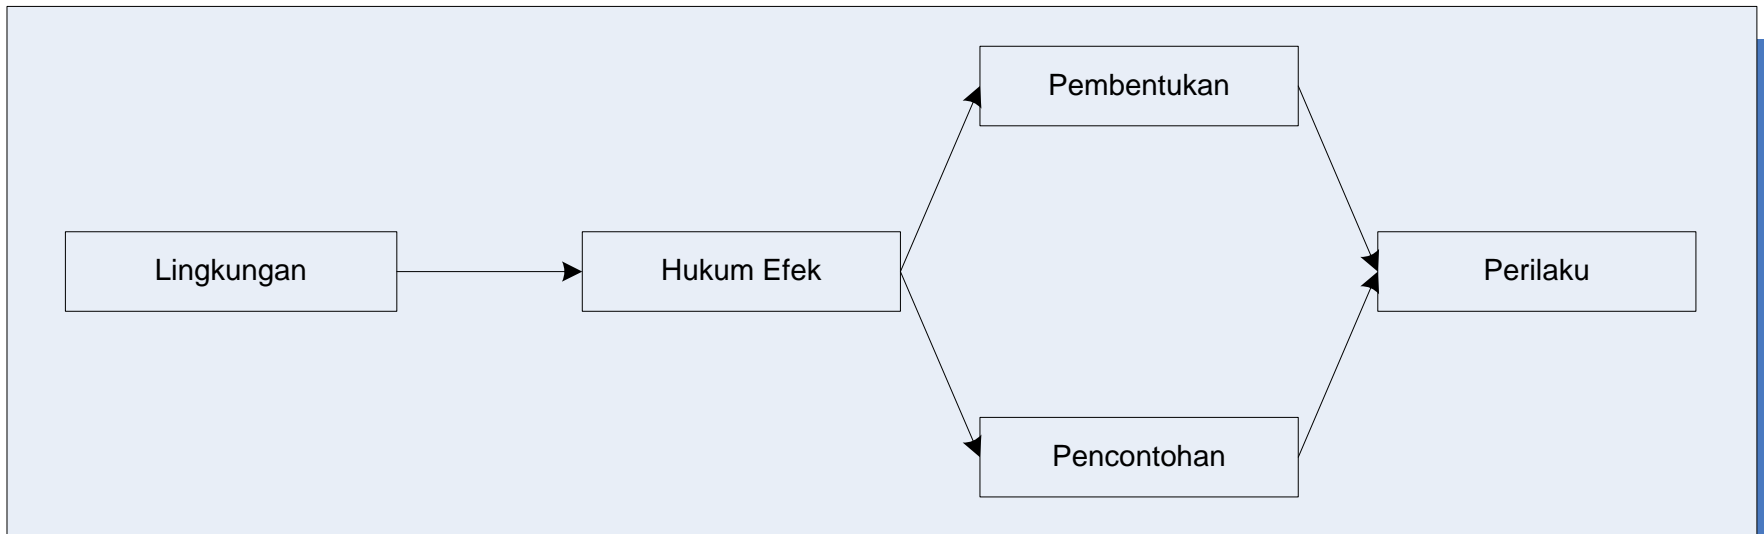 Pembentukan
Lingkungan
Hukum Efek
Perilaku
Pencontohan